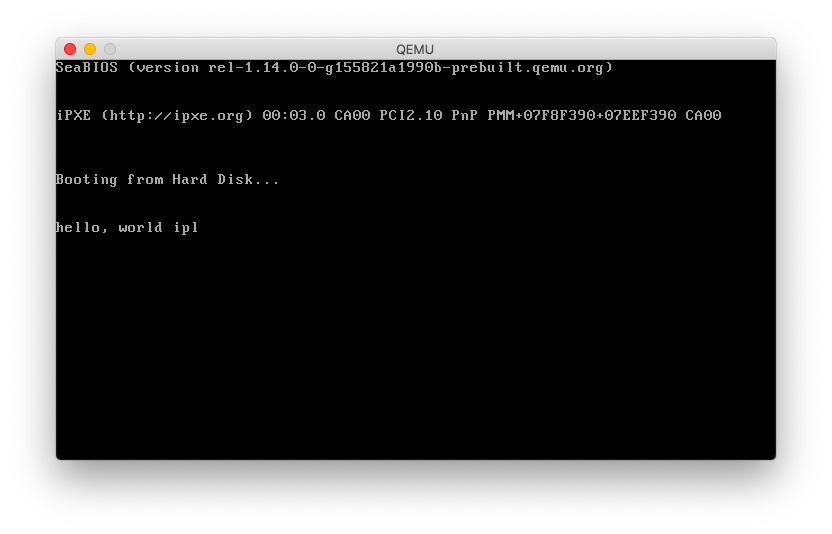 QEMU
SeaBIOS (version rel-1.14.0-0-g155821a1990b-prebuilt.qemu.org)
iPXE (http://ipxe.org) 00:03.0 CA00 PCI2.10 PnP PMM+07F8F390+07EEF390 CA00
Booting from Hard Disk...
hello, world ipl